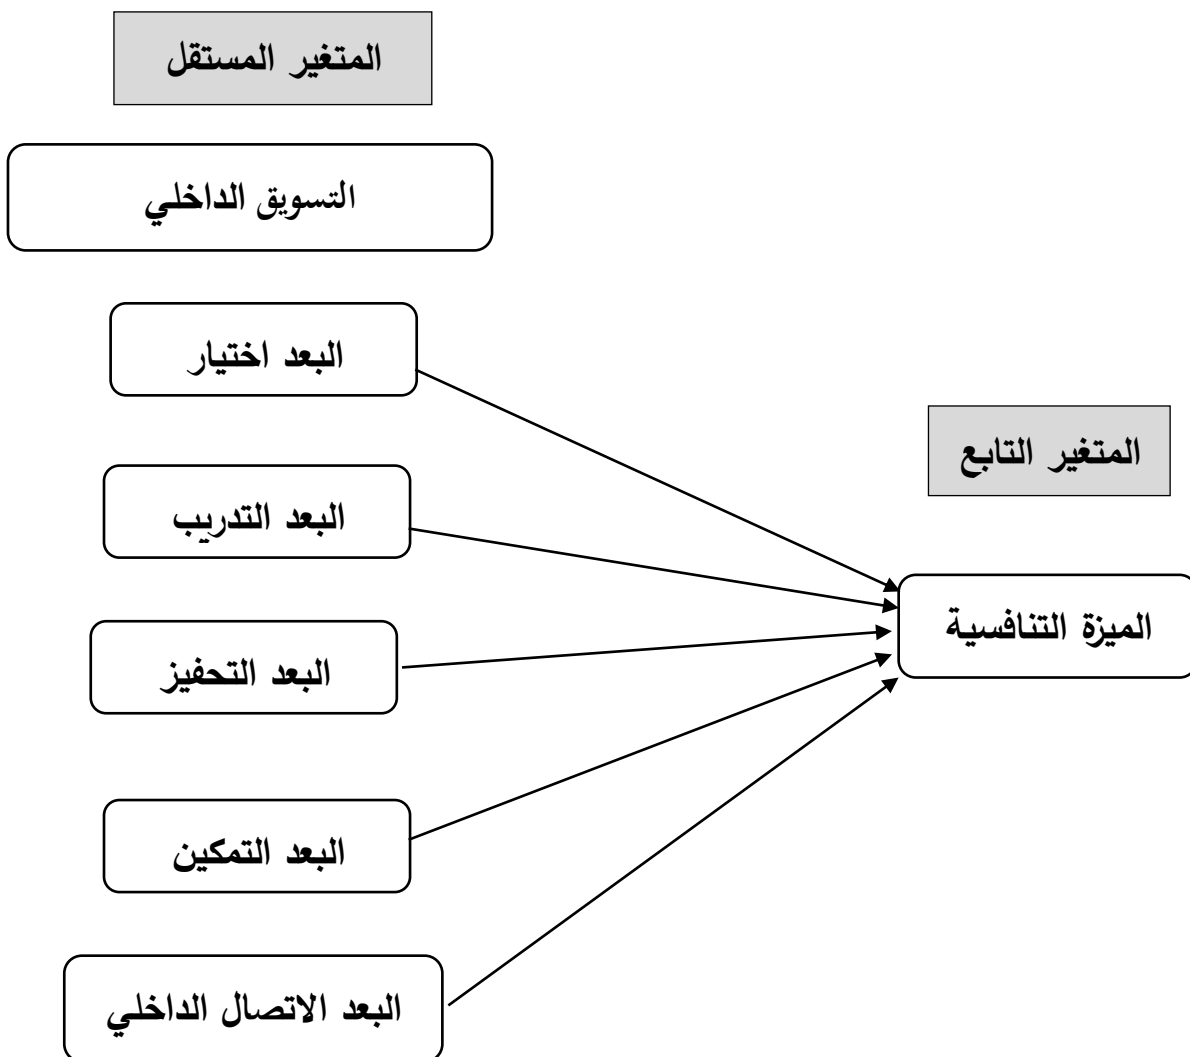 المتغير المستقل
التسويق الداخلي
البعد اختيار
المتغير التابع
البعد التدريب
الميزة التنافسية
البعد التحفيز
البعد التمكين
البعد الاتصال الداخلي